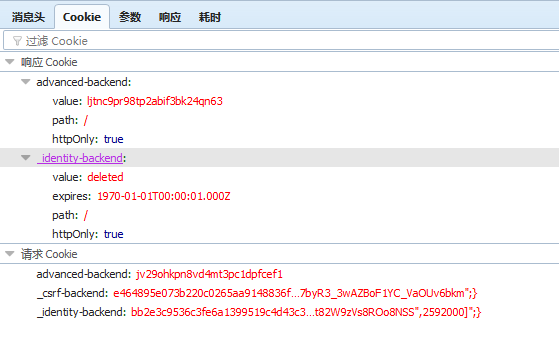 消息头 Cookie 参数 响应 耗时
过滤 Cookie
响应 Cookie
advanced-backend:
value: ljtnc9pr98tp2abif3bk24qn63
path: /
httpOnly: true
_identity-backend:
value: deleted
expires: 1970-01-01T00:00:01.000Z
path: /
httpOnly: true
请求 Cookie
advanced-backend: jv29ohkpn8vd4mt3pc1dpfcef1
_csrf-backend: e464895e073b220c0265aa9148836f...7byR3_3wAZBoF1YC_VaOUv6bkm";}
_identity-backend: bb2e3c9536c3fe6a1399519c4d43c3...t82W9zVs8ROo8NSS",2592000]";}